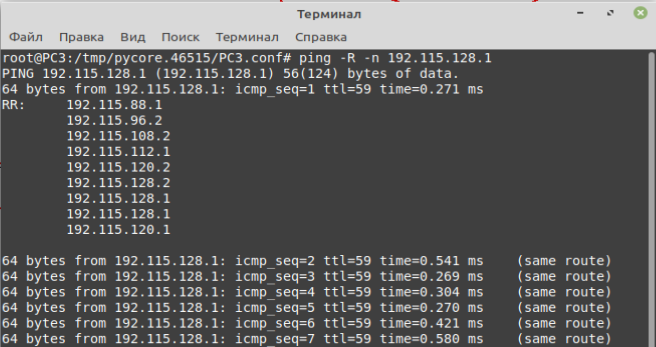 Терминал
Файл Правка Вид Поиск Терминал Справка
root@PC3:/tmp/pycore.46515/PC3.conf# ping -R -n 192.115.128.1
PING 192.115.128.1 (192.115.128.1) 56(124) bytes of data.
64 bytes from 192.115.128.1: icmp_seq=1 ttl=59 time=0.271 ms
RR:     192.115.88.1
        192.115.96.2
        192.115.108.2
        192.115.112.1
        192.115.120.2
        192.115.128.2
        192.115.128.1
        192.115.128.1
        192.115.120.1

64 bytes from 192.115.128.1: icmp_seq=2 ttl=59 time=0.541 ms    (same route)
64 bytes from 192.115.128.1: icmp_seq=3 ttl=59 time=0.269 ms    (same route)
64 bytes from 192.115.128.1: icmp_seq=4 ttl=59 time=0.304 ms    (same route)
64 bytes from 192.115.128.1: icmp_seq=5 ttl=59 time=0.270 ms    (same route)
64 bytes from 192.115.128.1: icmp_seq=6 ttl=59 time=0.421 ms    (same route)
64 bytes from 192.115.128.1: icmp_seq=7 ttl=59 time=0.580 ms    (same route)